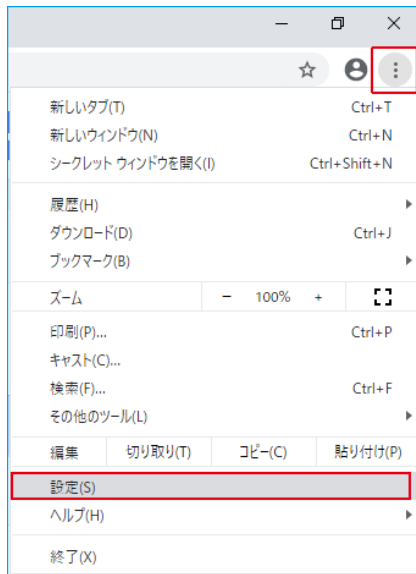 新しいタブ(T) Ctrl+T
新しいウィンドウ(N) Ctrl+N
シークレット ウィンドウを開く(I) Ctrl+Shift+N
履歴(H)
ダウンロード(D) Ctrl+J
ブックマーク(B)
ズーム − 100% +
印刷(P)... Ctrl+P
キャスト(C)...
検索(F)... Ctrl+F
その他のツール(L)
編集 切り取り(T) コピー(C) 貼り付け(P)
設定(S)
ヘルプ(H)
終了(X)